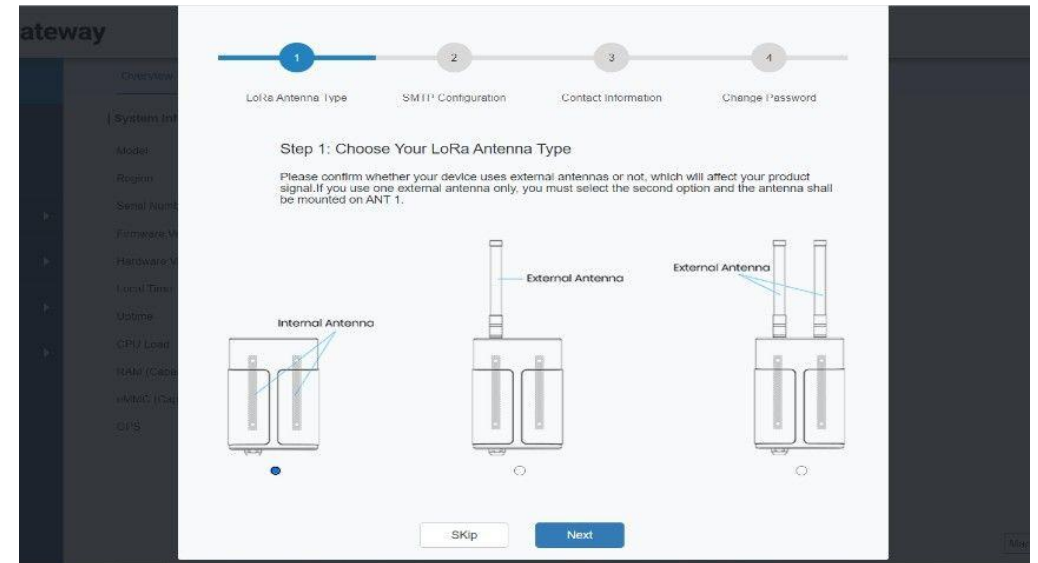 ateway
1
2
3
4
LoRa Antenna Type
SMTP Configuration
Contact Information
Change Password
Overview
System Inf
Step 1: Choose Your LoRa Antenna Type
Model
Please confirm whether your device uses external antennas or not, which will affect your product
Region
signal.If you use one external antenna only, you must select the second option and the antenna shall
be mounted on ANT 1.
Serial Numb
Firmware Ve
Hardware V
External Antenna
External Antenna
Local Time
Uptime
Internal Antenna
CPU Load
RAM (Capa
eMMC (Cap
GPS
SKip
Next